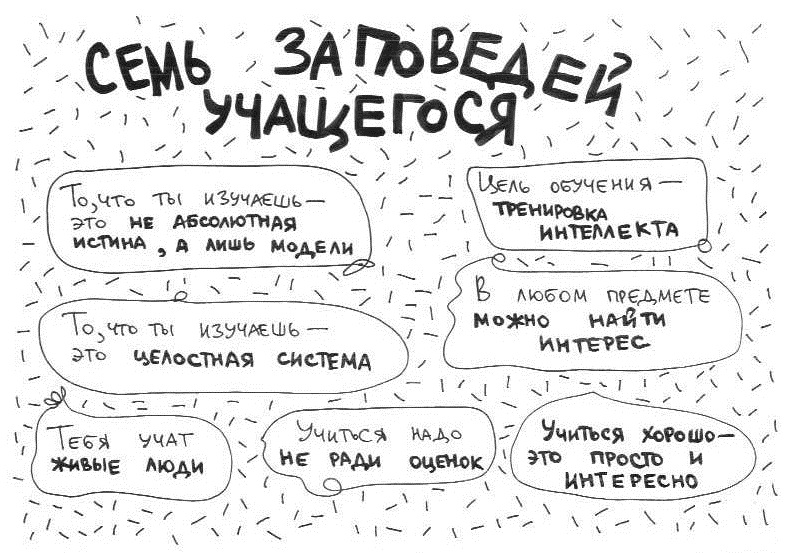 СЕМЬ ЗАПОВЕДЕЙ
УЧАЩЕГОСЯ
То, что ты изучаешь —
это НЕ АБСОЛЮТНАЯ
ИСТИНА, А ЛИШЬ МОДЕЛИ
Цель обучения —
ТРЕНИРОВКА
ИНТЕЛЛЕКТА
То, что ты изучаешь —
это ЦЕЛОСТНАЯ СИСТЕМА
В любом предмете
МОЖНО НАЙТИ
ИНТЕРЕС
Тебя учат
ЖИВЫЕ ЛЮДИ
Учиться надо
НЕ РАДИ ОЦЕНОК
Учиться хорошо —
ЭТО ПРОСТО И
ИНТЕРЕСНО